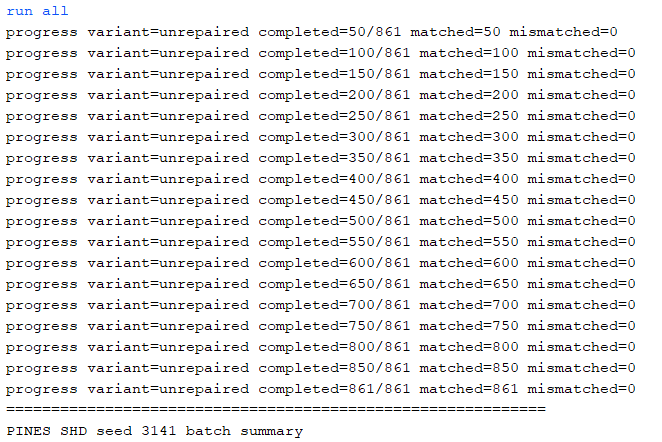 run all
progress variant=unrepaired completed=50/861 matched=50 mismatched=0
progress variant=unrepaired completed=100/861 matched=100 mismatched=0
progress variant=unrepaired completed=150/861 matched=150 mismatched=0
progress variant=unrepaired completed=200/861 matched=200 mismatched=0
progress variant=unrepaired completed=250/861 matched=250 mismatched=0
progress variant=unrepaired completed=300/861 matched=300 mismatched=0
progress variant=unrepaired completed=350/861 matched=350 mismatched=0
progress variant=unrepaired completed=400/861 matched=400 mismatched=0
progress variant=unrepaired completed=450/861 matched=450 mismatched=0
progress variant=unrepaired completed=500/861 matched=500 mismatched=0
progress variant=unrepaired completed=550/861 matched=550 mismatched=0
progress variant=unrepaired completed=600/861 matched=600 mismatched=0
progress variant=unrepaired completed=650/861 matched=650 mismatched=0
progress variant=unrepaired completed=700/861 matched=700 mismatched=0
progress variant=unrepaired completed=750/861 matched=750 mismatched=0
progress variant=unrepaired completed=800/861 matched=800 mismatched=0
progress variant=unrepaired completed=850/861 matched=850 mismatched=0
progress variant=unrepaired completed=861/861 matched=861 mismatched=0
============================================================
PINES SHD seed 3141 batch summary